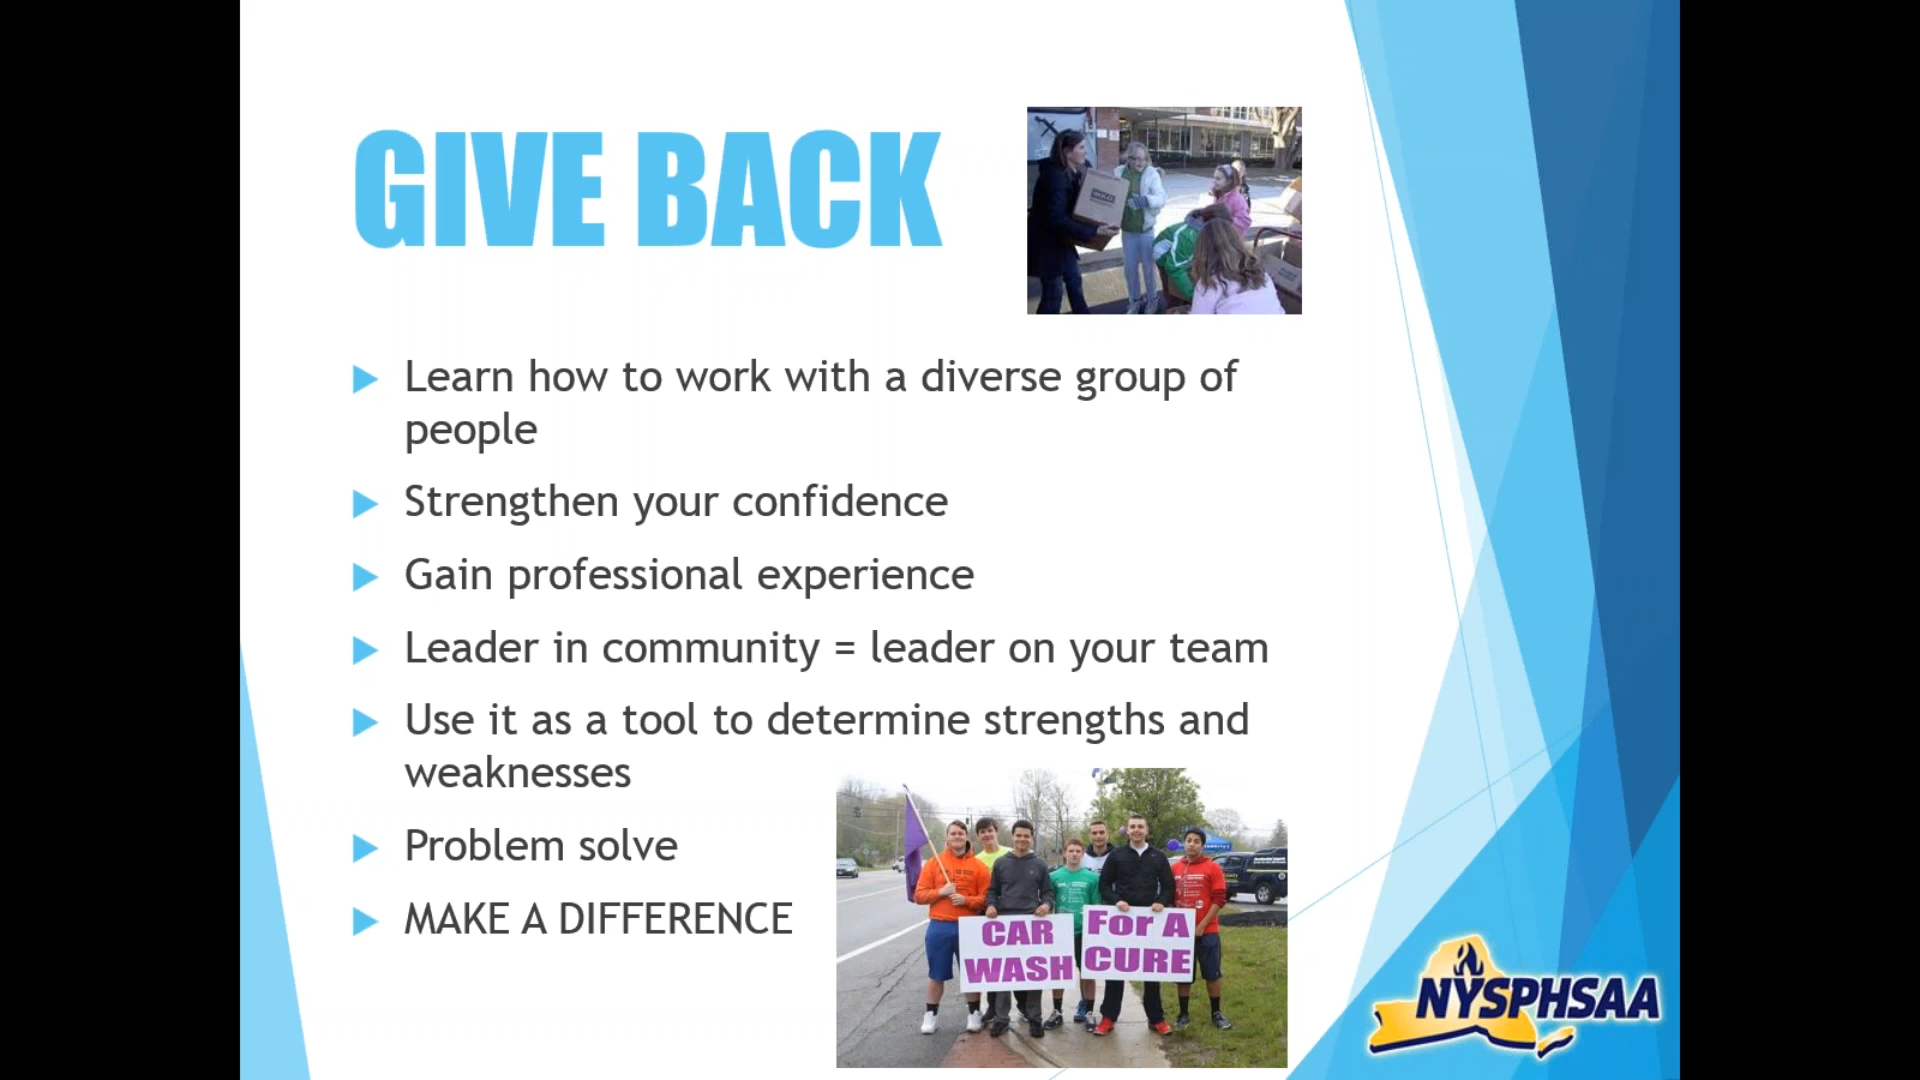 GIVE BACK
Learn how to work with a diverse group of
people
Strengthen your confidence
Gain professional experience
Leader in community = leader on your team
Use it as a tool to determine strengths and
weaknesses
Problem solve
MAKE A DIFFERENCE
CAR
WASH
For A
CURE
NYSPHSAA